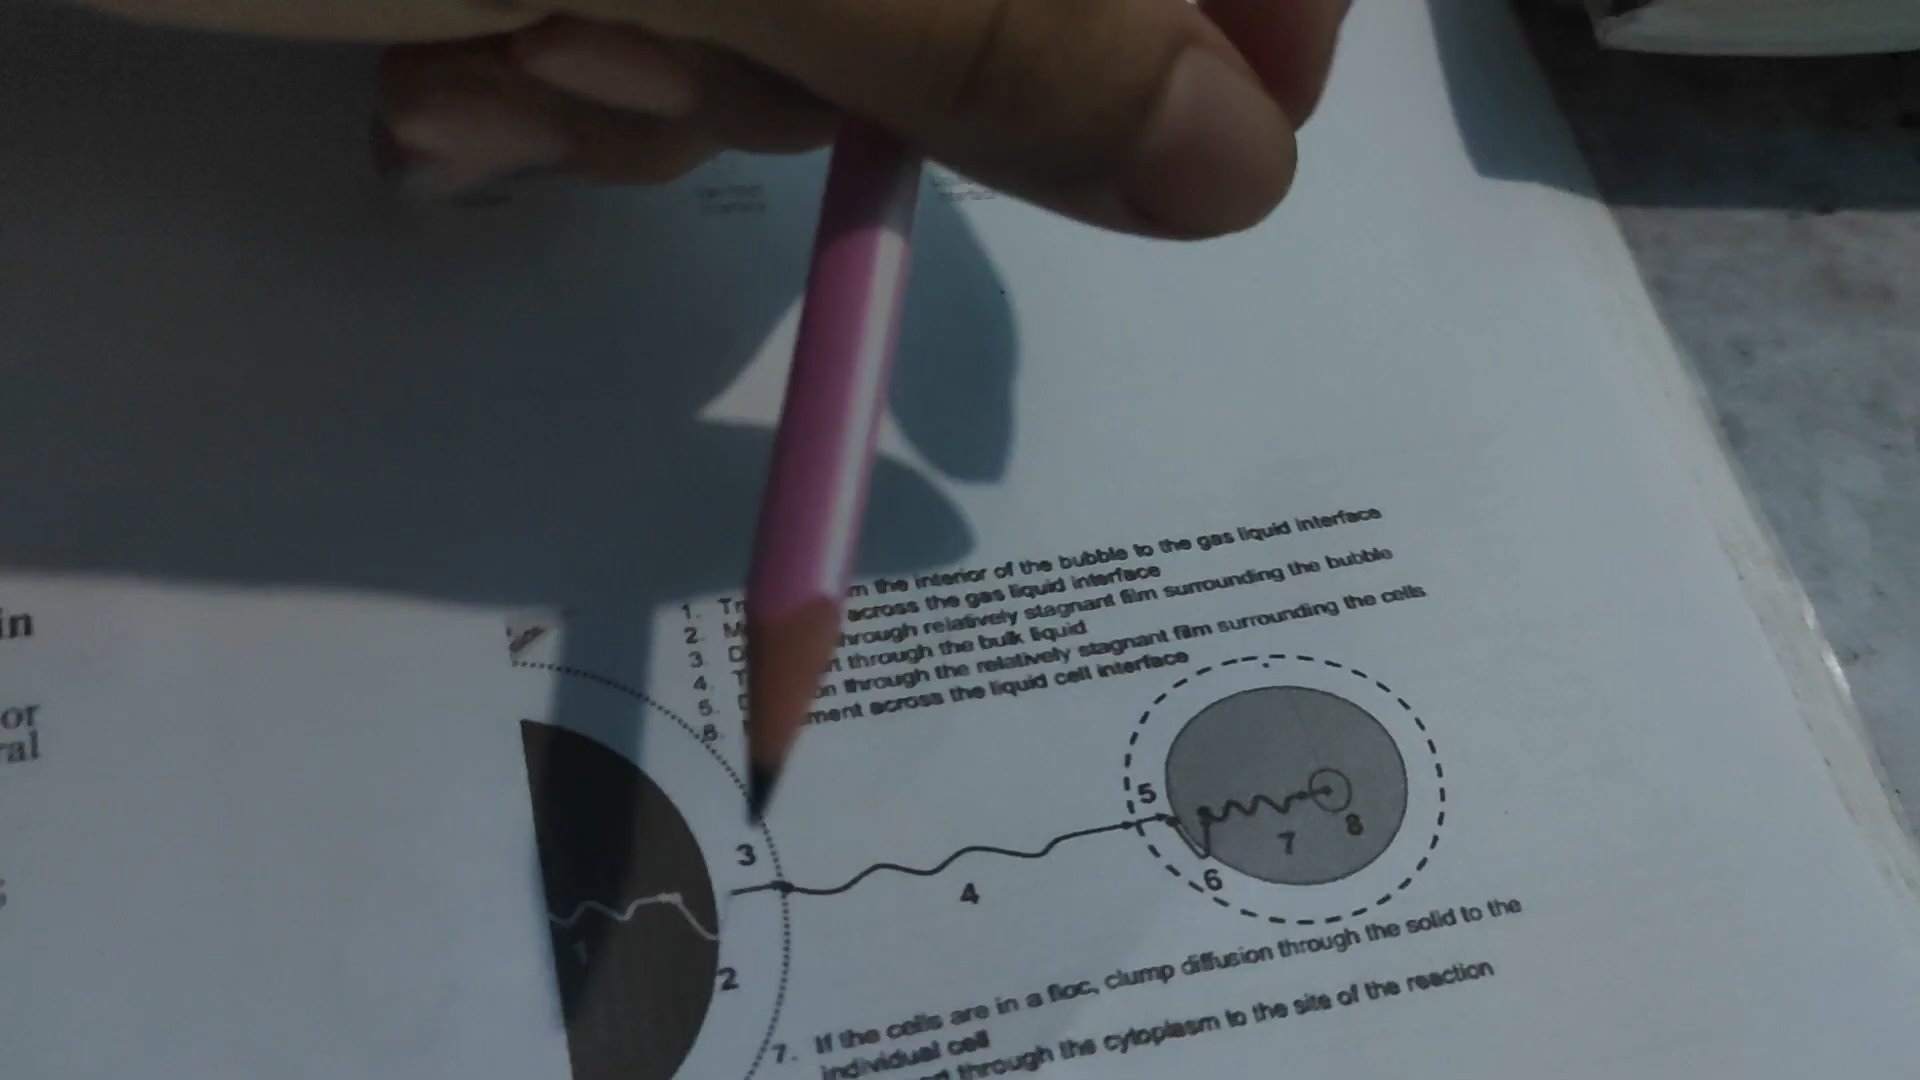 in
or
ral
1. Tr m the interior of the bubble to the gas liquid interface
2. M across the gas liquid interface
3. D hrough relatively stagnant film surrounding the bubble
4. T rt through the bulk liquid
5. D on through the relatively stagnant film surrounding the cells
6. ment across the liquid cell interface
5
3
7
8
4
6
1
2
7. If the cells are in a floc, clump diffusion through the solid to the
individual cell
through the cytoplasm to the site of the reaction